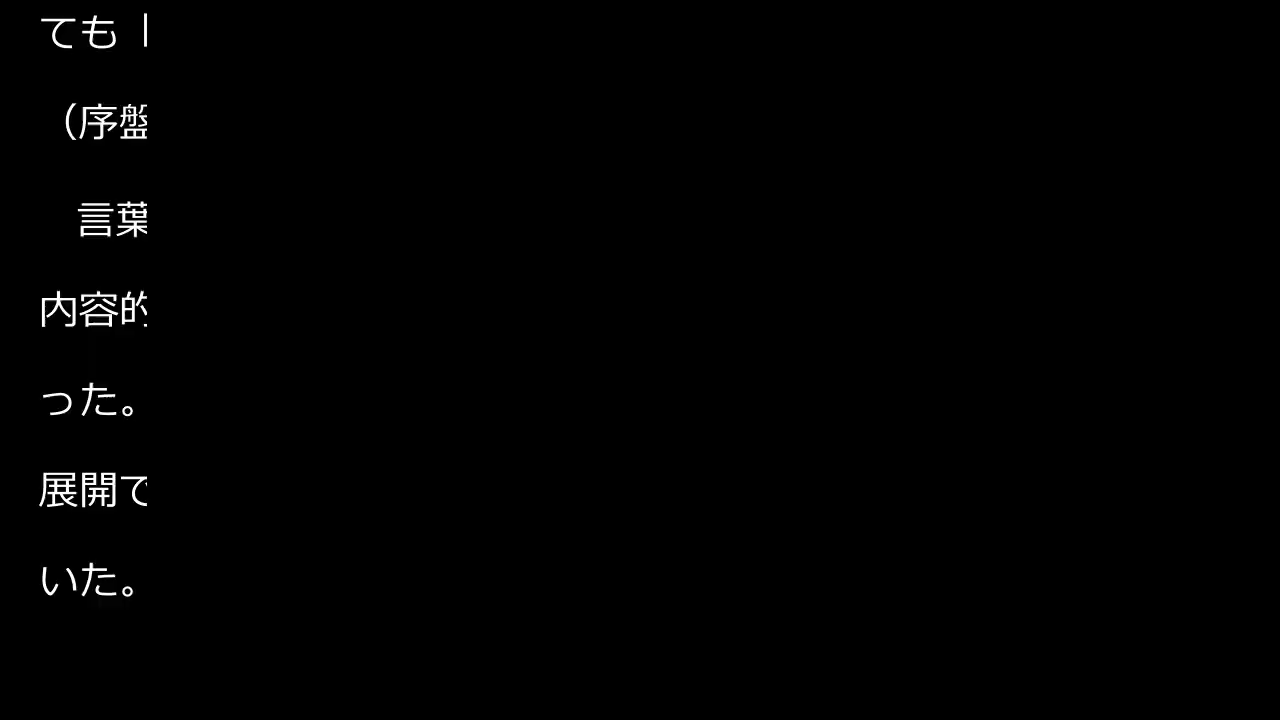 ても
（序盤
言葉
内容的
った。
展開で
いた。